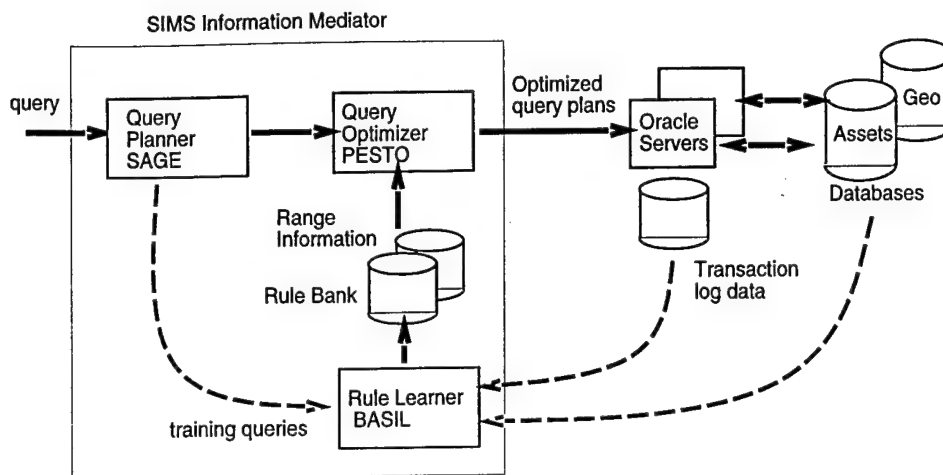 SIMS Information Mediator
query
Query
Planner
SAGE
Query
Optimizer
PESTO
Optimized
query plans
Oracle
Servers
Geo
Assets
Databases
Range
Information
Rule Bank
Transaction
log data
Rule Learner
BASIL
training queries